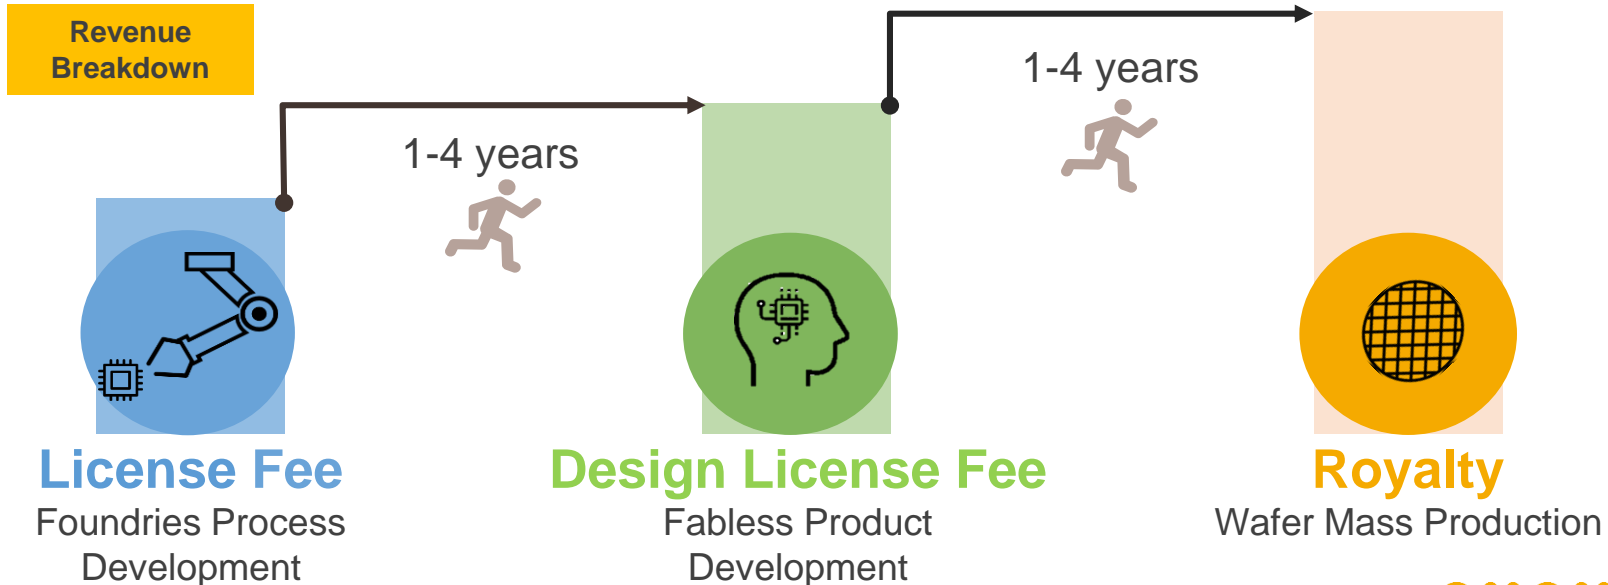 Revenue
Breakdown
1-4 years
1-4 years
License Fee
Foundries Process
Development
Design License Fee
Fabless Product
Development
Royalty
Wafer Mass Production